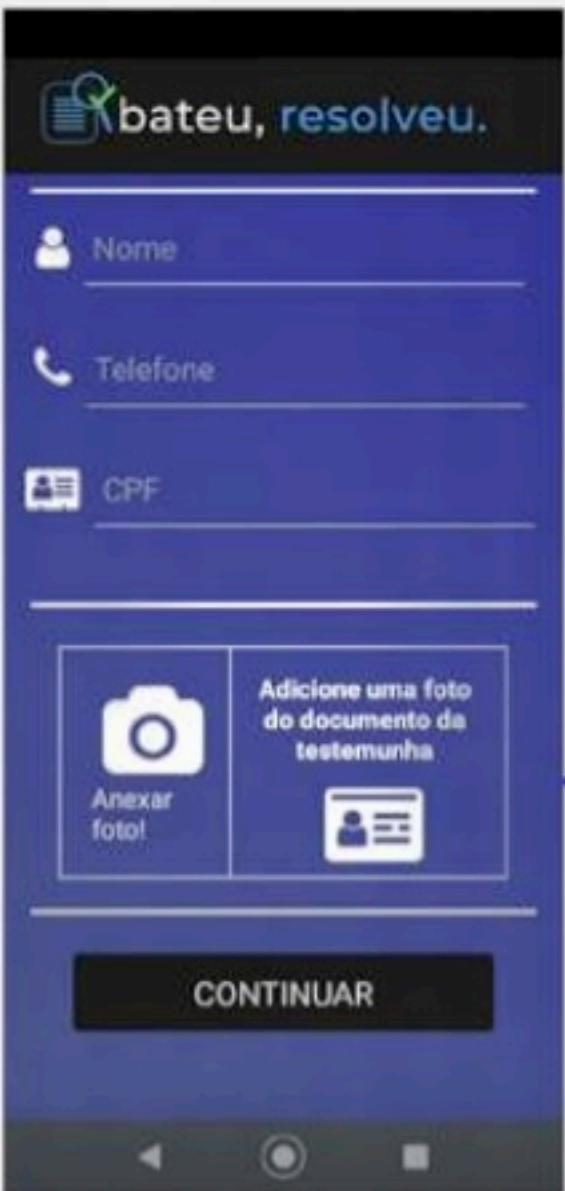 bateu, resolveu.
Nome
Telefone
CPF
Adicione uma foto
do documento da
testemunha
Anexar
foto!
CONTINUAR